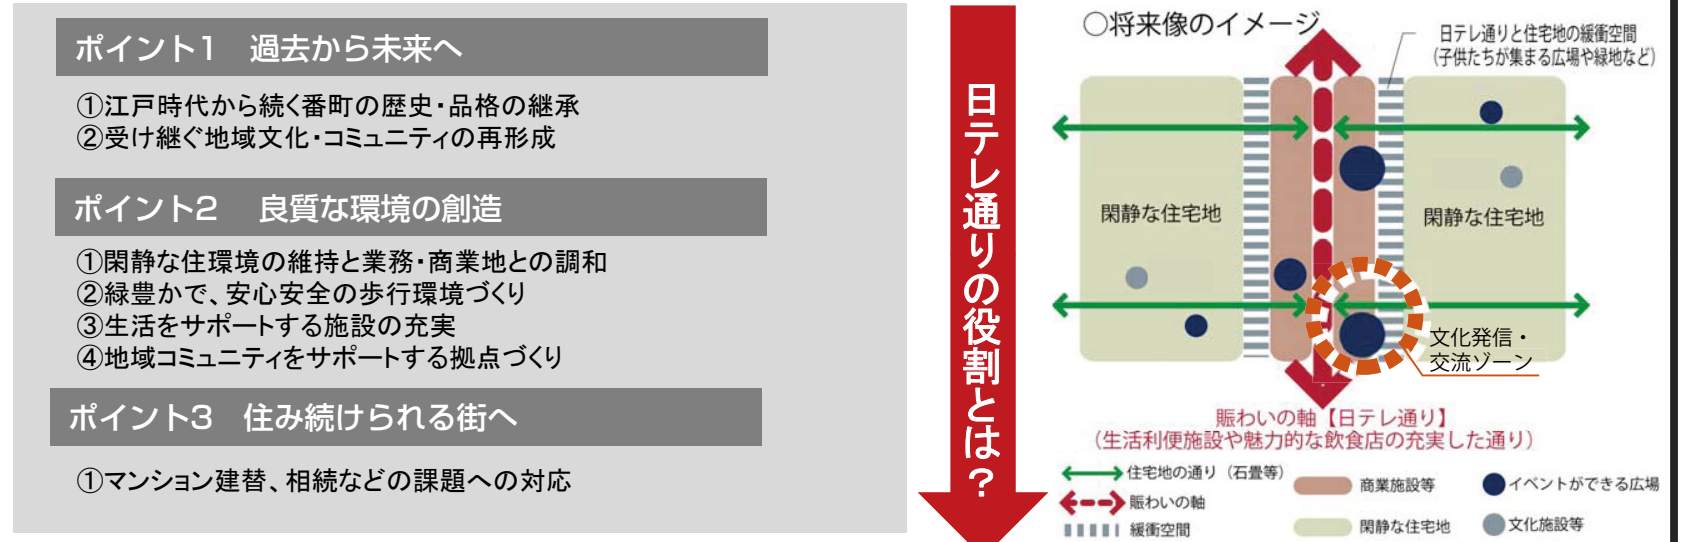 ポイント1　過去から未来へ
①江戸時代から続く番町の歴史・品格の継承
②受け継ぐ地域文化・コミュニティの再形成
ポイント2　良質な環境の創造
①閑静な住環境の維持と業務・商業地との調和
②緑豊かで、安心安全の歩行環境づくり
③生活をサポートする施設の充実
④地域コミュニティをサポートする拠点づくり
ポイント3　住み続けられる街へ
①マンション建替、相続などの課題への対応
日テレ通りの役割とは？
○将来像のイメージ
日テレ通りと住宅地の緩衝空間
（子供たちが集まる広場や緑地など）
閑静な住宅地
閑静な住宅地
文化発信・
交流ゾーン
賑わいの軸【日テレ通り】
（生活利便施設や魅力的な飲食店の充実した通り）
住宅地の通り（石畳等）
賑わいの軸
緩衝空間
商業施設等
閑静な住宅地
イベントができる広場
文化施設等